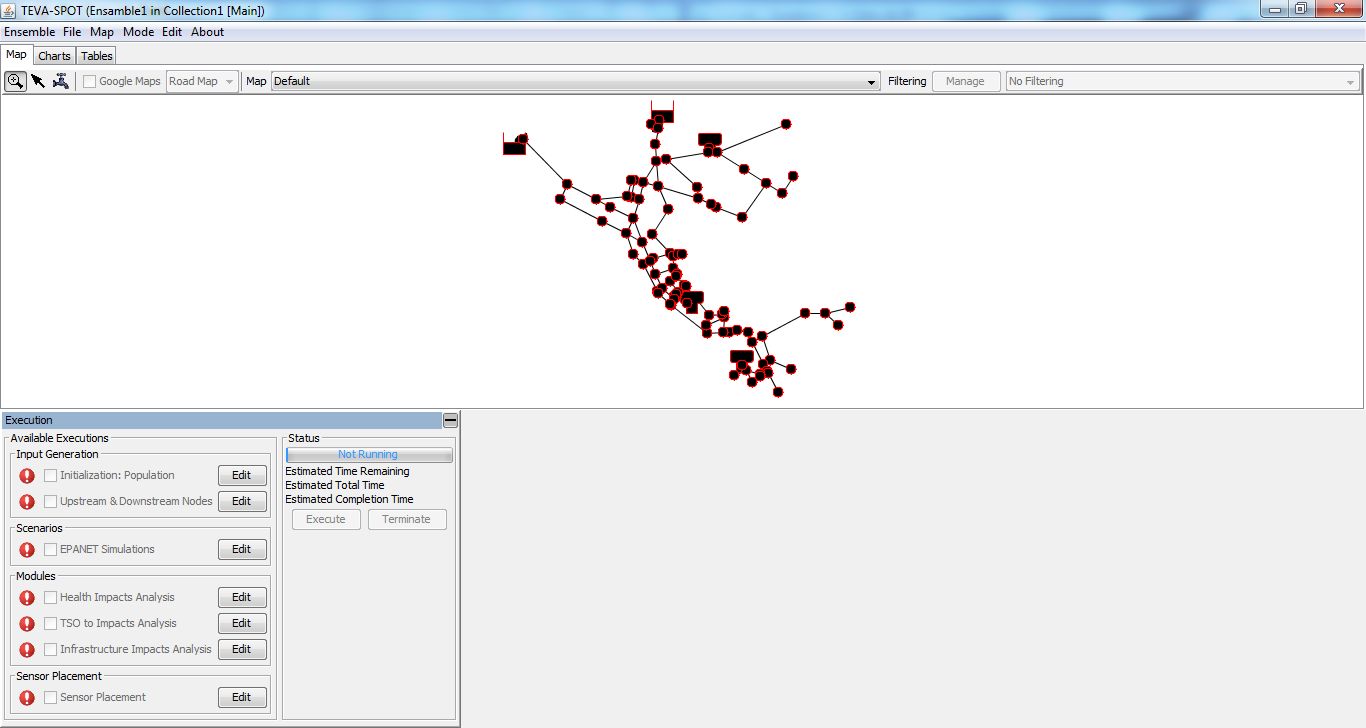 TEVA-SPOT (Ensamble1 in Collection1 [Main])
Ensemble File Map Mode Edit About
Map Charts Tables
Google Maps Road Map Map Default Filtering Manage No Filtering
Execution
Available Executions
Input Generation
Initialization: Population Edit
Upstream & Downstream Nodes Edit
Scenarios
EPANET Simulations Edit
Modules
Health Impacts Analysis Edit
TSO to Impacts Analysis Edit
Infrastructure Impacts Analysis Edit
Sensor Placement
Sensor Placement Edit
Status
Not Running
Estimated Time Remaining
Estimated Total Time
Estimated Completion Time
Execute Terminate